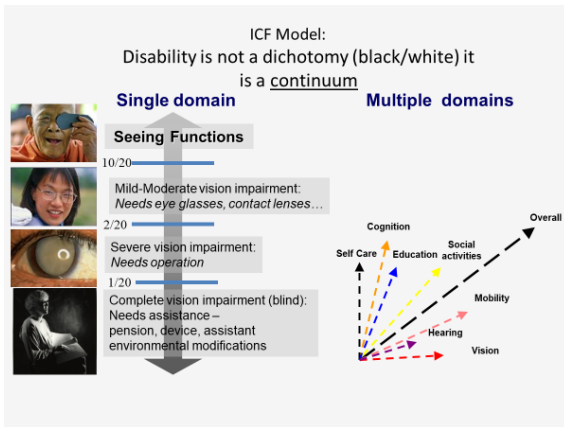 ICF Model:
Disability is not a dichotomy (black/white) it
is a continuum
Single domain
Multiple domains
Seeing Functions
10/20
Mild-Moderate vision impairment:
Needs eye glasses, contact lenses…
2/20
Severe vision impairment:
Needs operation
1/20
Complete vision impairment (blind):
Needs assistance –
pension, device, assistant
environmental modifications
Overall
Cognition
Self Care
Education
Social
activities
Mobility
Hearing
Vision